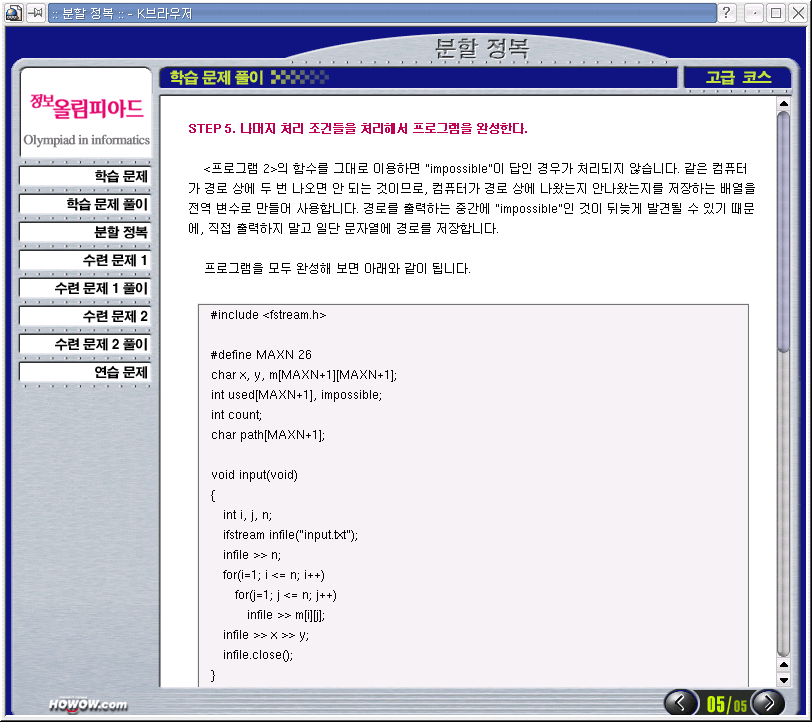 :: 분할 정복 :: - K브라우저
분할 정복
학습 문제 풀이
고급 코스
정보올림피아드
Olympiad in informatics
학습 문제
학습 문제 풀이
분할 정복
수련 문제 1
수련 문제 1 풀이
수련 문제 2
수련 문제 2 풀이
연습 문제
STEP 5. 나머지 처리 조건들을 처리해서 프로그램을 완성한다.
<프로그램 2>의 함수를 그대로 이용하면 "impossible"이 답인 경우가 처리되지 않습니다. 같은 컴퓨터
가 경로 상에 두 번 나오면 안 되는 것이므로, 컴퓨터가 경로 상에 나왔는지 안나왔는지를 저장하는 배열을
전역 변수로 만들어 사용합니다. 경로를 출력하는 중간에 "impossible"인 것이 뒤늦게 발견될 수 있기 때문
에, 직접 출력하지 말고 일단 문자열에 경로를 저장합니다.
프로그램을 모두 완성해 보면 아래와 같이 됩니다.
#include <fstream.h>
#define MAXN 26
char x, y, m[MAXN+1][MAXN+1];
int used[MAXN+1], impossible;
int count;
char path[MAXN+1];
void input(void)
{
int i, j, n;
ifstream infile("input.txt");
infile >> n;
for(i=1; i <= n; i++)
for(j=1; j <= n; j++)
infile >> m[i][j];
infile >> x >> y;
infile.close();
}
HOWOW.com
05/05